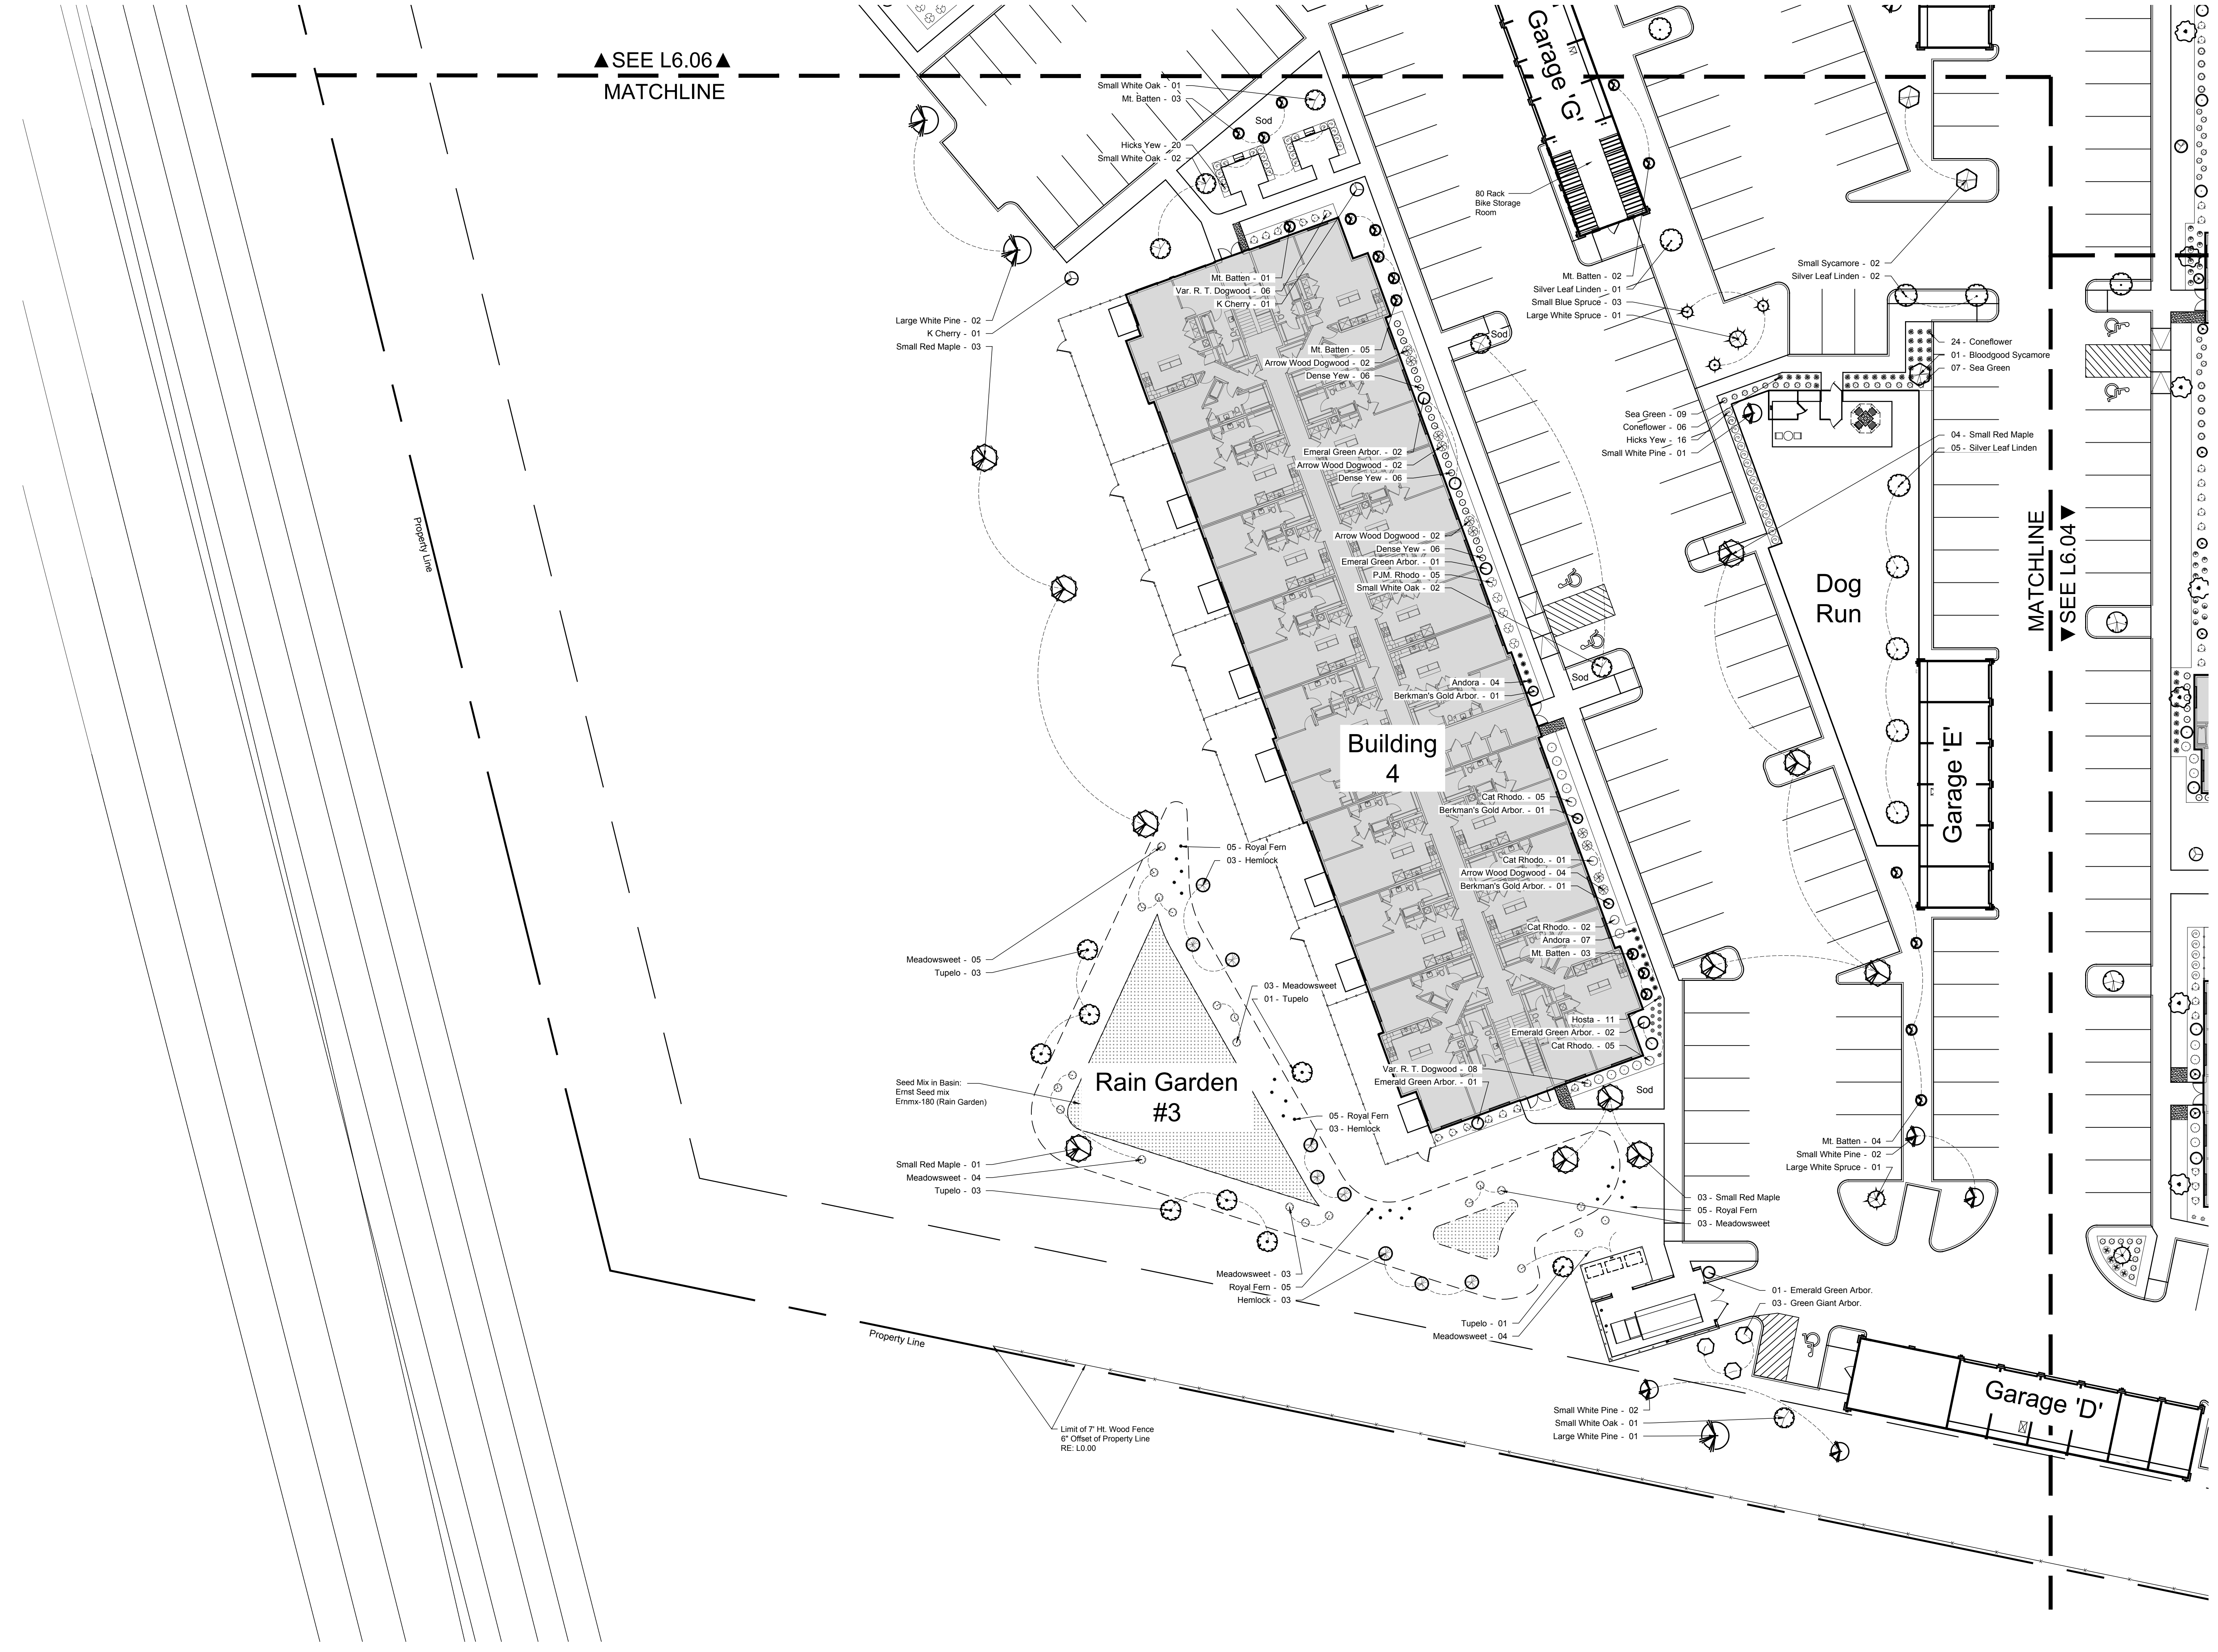 ▲SEE L6.06▲
MATCHLINE
Garage 'G'
Small White Oak - 01
Mt. Batten - 03
Sod
Hicks Yew - 20
Small White Oak - 02
80 Rack
Bike Storage
Room
Mt. Batten - 01
Var. R. T. Dogwood - 06
K Cherry - 01
Large White Pine - 02
K Cherry - 01
Small Red Maple - 03
Mt. Batten - 02
Silver Leaf Linden - 01
Small Blue Spruce - 03
Large White Spruce - 01
Small Sycamore - 02
Silver Leaf Linden - 02
Sod
Mt. Batten - 05
Arrow Wood Dogwood - 02
Dense Yew - 06
24 - Coneflower
01 - Bloodgood Sycamore
07 - Sea Green
Sea Green - 09
Coneflower - 06
Hicks Yew - 16
Small White Pine - 01
04 - Small Red Maple
05 - Silver Leaf Linden
Emeral Green Arbor. - 02
Arrow Wood Dogwood - 02
Dense Yew - 06
Property Line
Arrow Wood Dogwood - 02
Dense Yew - 06
Emeral Green Arbor. - 01
PJM. Rhodo - 05
Small White Oak - 02
Dog
Run
MATCHLINE
▼SEE L6.04▼
Sod
Andora - 04
Berkman's Gold Arbor. - 01
Building
4
Garage 'E'
Cat Rhodo. - 05
Berkman's Gold Arbor. - 01
05 - Royal Fern
03 - Hemlock
Cat Rhodo. - 01
Arrow Wood Dogwood - 04
Berkman's Gold Arbor. - 01
Cat Rhodo. - 02
Andora - 07
Mt. Batten - 03
Meadowsweet - 05
Tupelo - 03
03 - Meadowsweet
01 - Tupelo
Hosta - 11
Emerald Green Arbor. - 02
Cat Rhodo. - 05
Var. R. T. Dogwood - 08
Emerald Green Arbor. - 01
Sod
Seed Mix in Basin:
Ernst Seed mix
Ernmx-180 (Rain Garden)
Rain Garden
#3
05 - Royal Fern
03 - Hemlock
Mt. Batten - 04
Small White Pine - 02
Large White Spruce - 01
Small Red Maple - 01
Meadowsweet - 04
Tupelo - 03
03 - Small Red Maple
05 - Royal Fern
03 - Meadowsweet
Meadowsweet - 03
Royal Fern - 05
Hemlock - 03
01 - Emerald Green Arbor.
03 - Green Giant Arbor.
Tupelo - 01
Meadowsweet - 04
Property Line
Garage 'D'
Small White Pine - 02
Small White Oak - 01
Large White Pine - 01
Limit of 7' Ht. Wood Fence
6" Offset of Property Line
RE: L0.00